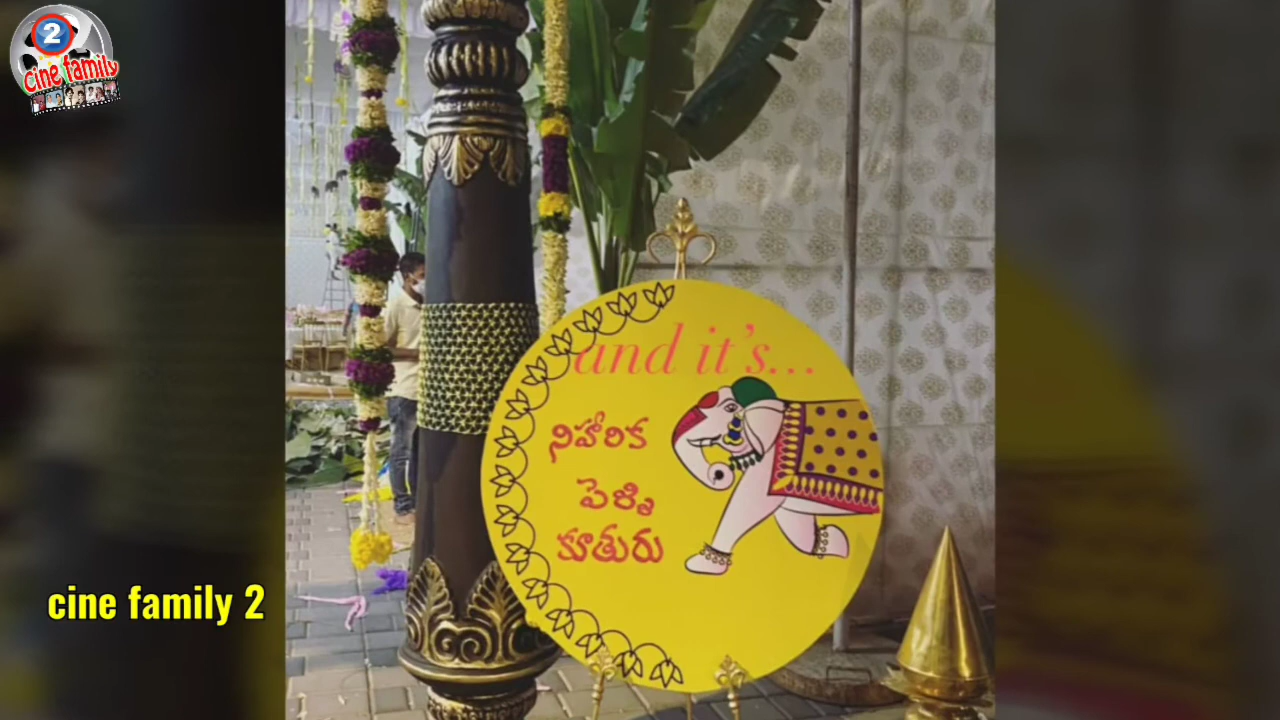 2
cine family
and it's...
నిహారిక
పెళ్ళి
కూతురు
cine family 2